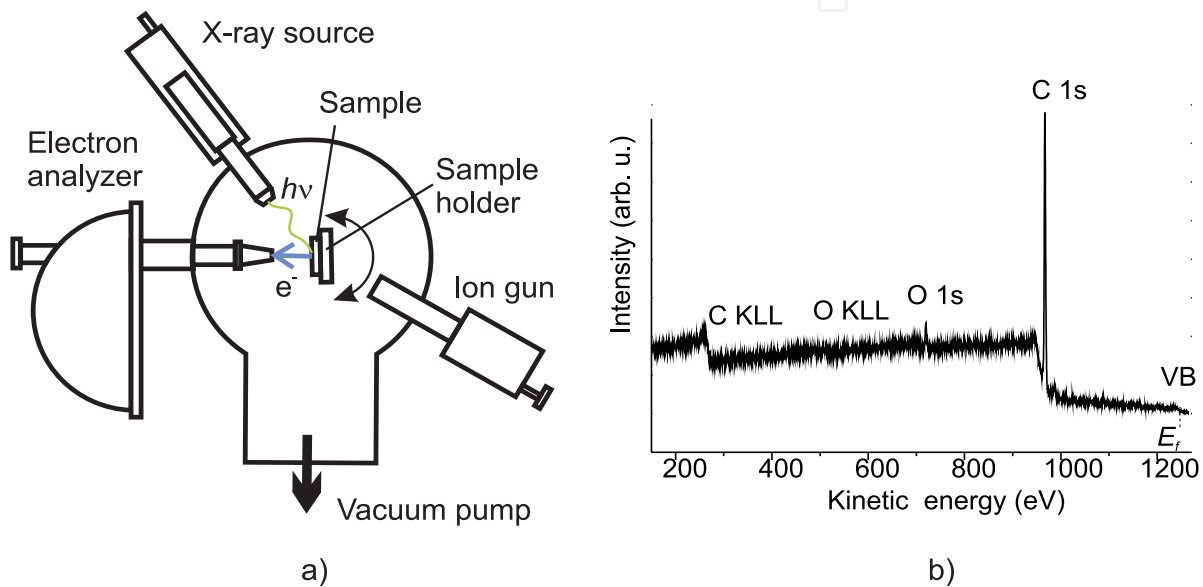 X-ray source
Sample
Electron
analyzer
Sample
holder
hν
e⁻
Ion gun
Vacuum pump
a)
Intensity (arb. u.)
C 1s
C KLL
O KLL
O 1s
VB
E_f
200 400 600 800 1000 1200
Kinetic energy (eV)
b)